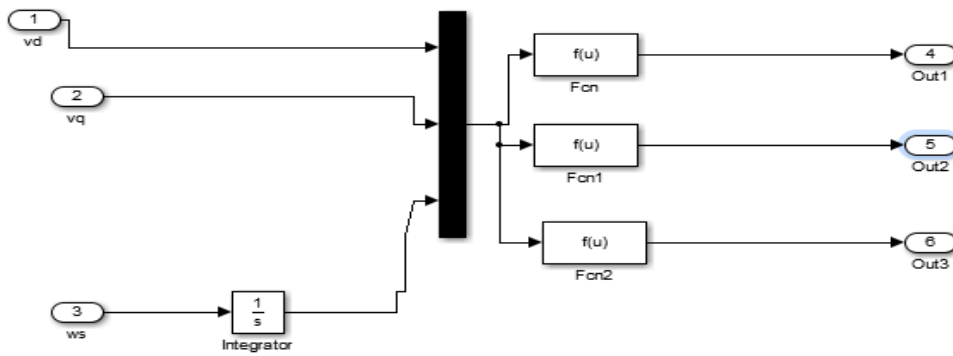 1
vd
2
vq
3
ws
1
s
Integrator
f(u)
Fcn
f(u)
Fcn1
f(u)
Fcn2
4
Out1
5
Out2
6
Out3